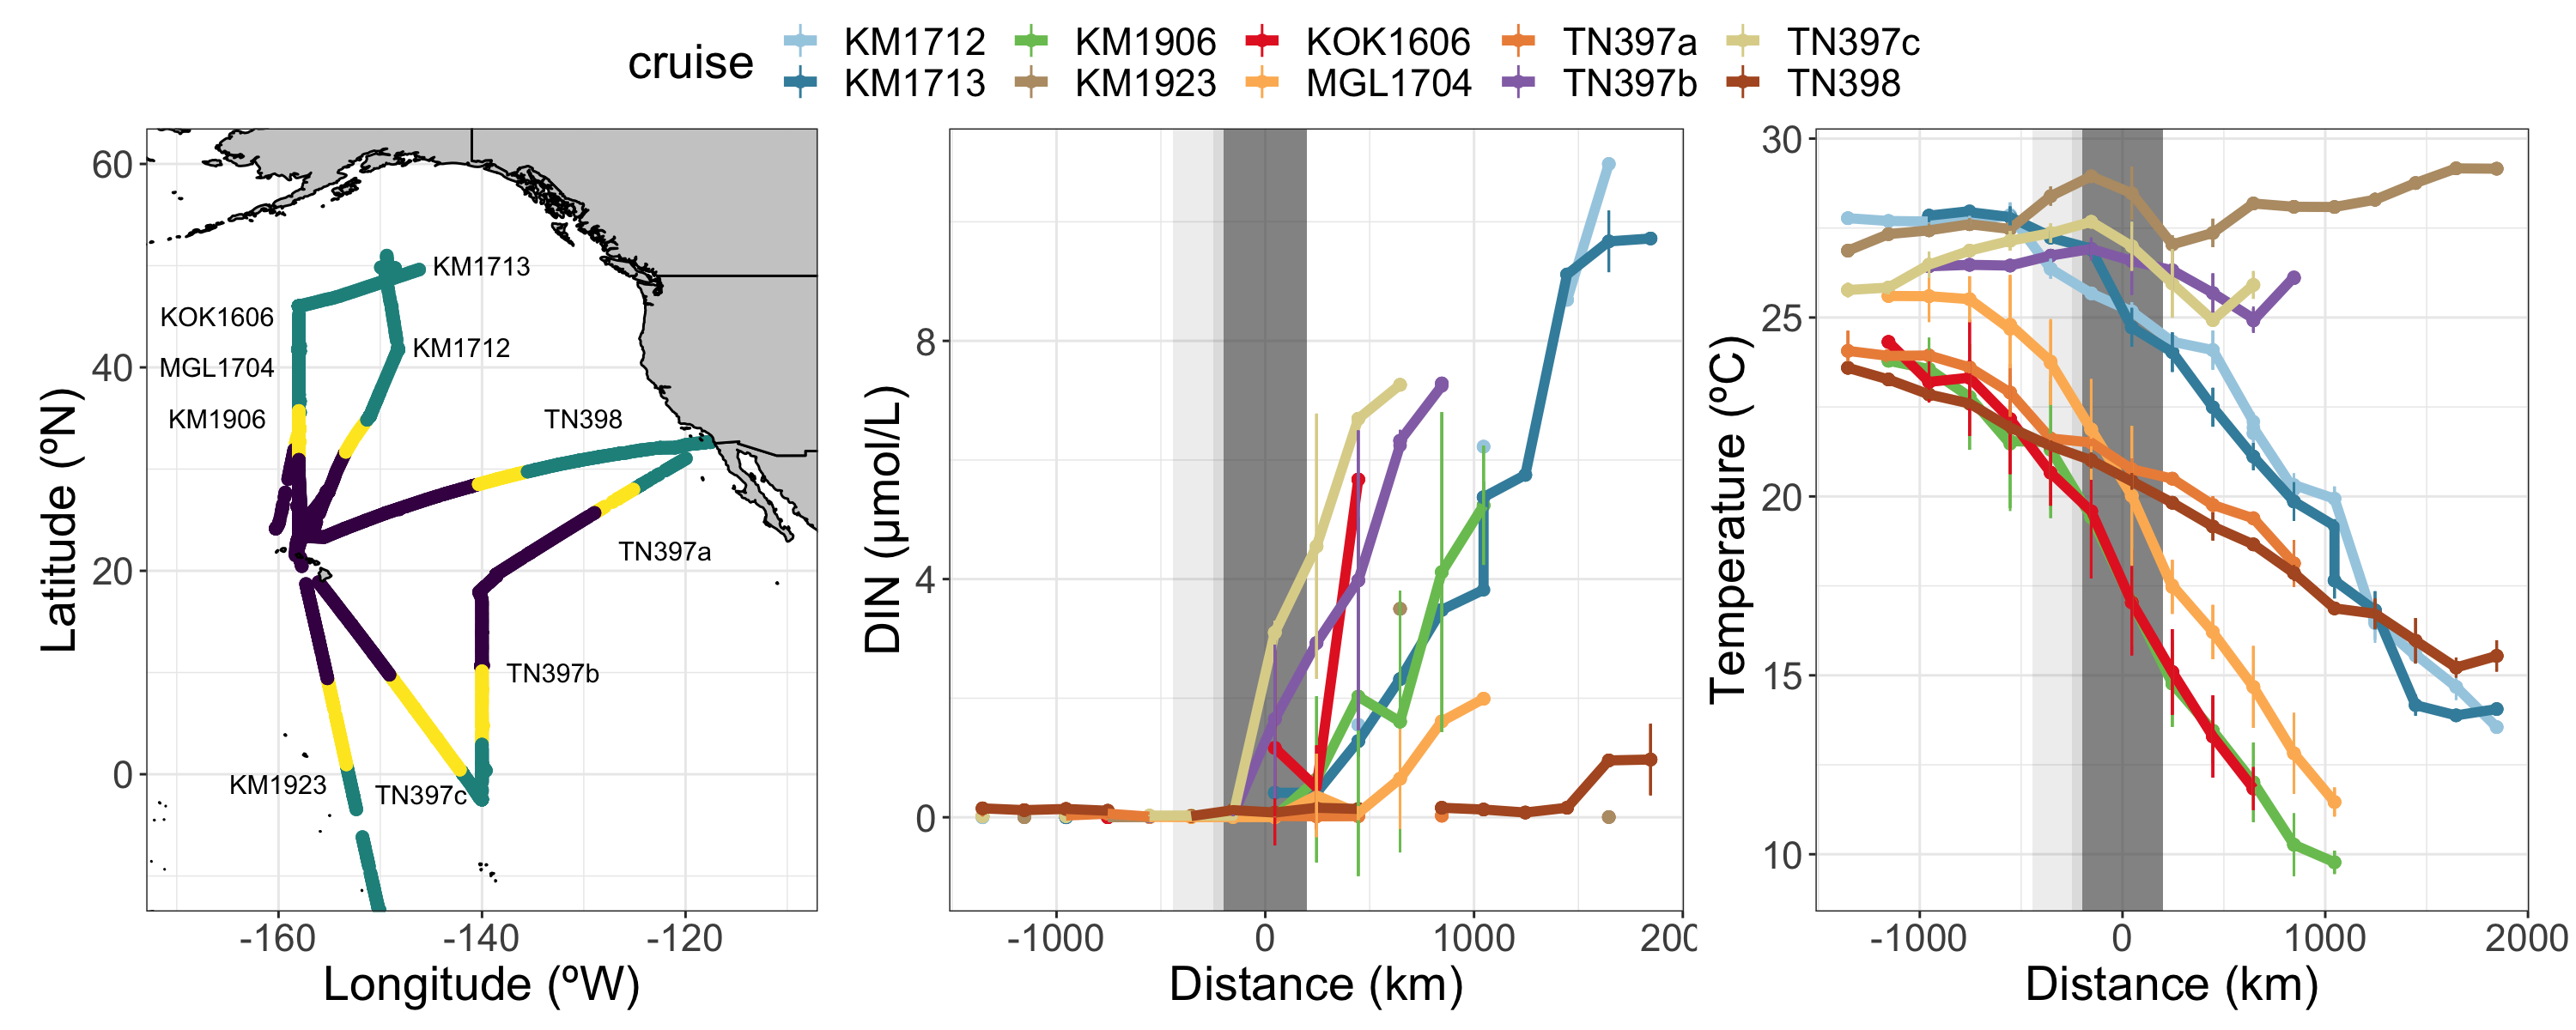 cruise
KM1712 KM1906 KOK1606 TN397a TN397c
KM1713 KM1923 MGL1704 TN397b TN398
Latitude (ºN)
60
40
20
0
-160 -140 -120
Longitude (ºW)
KM1713
KOK1606
KM1712
MGL1704
KM1906
TN398
TN397a
TN397b
KM1923
TN397c
DIN (μmol/L)
8
4
0
-1000 0 1000 200
Distance (km)
Temperature (ºC)
30
25
20
15
10
-1000 0 1000 2000
Distance (km)